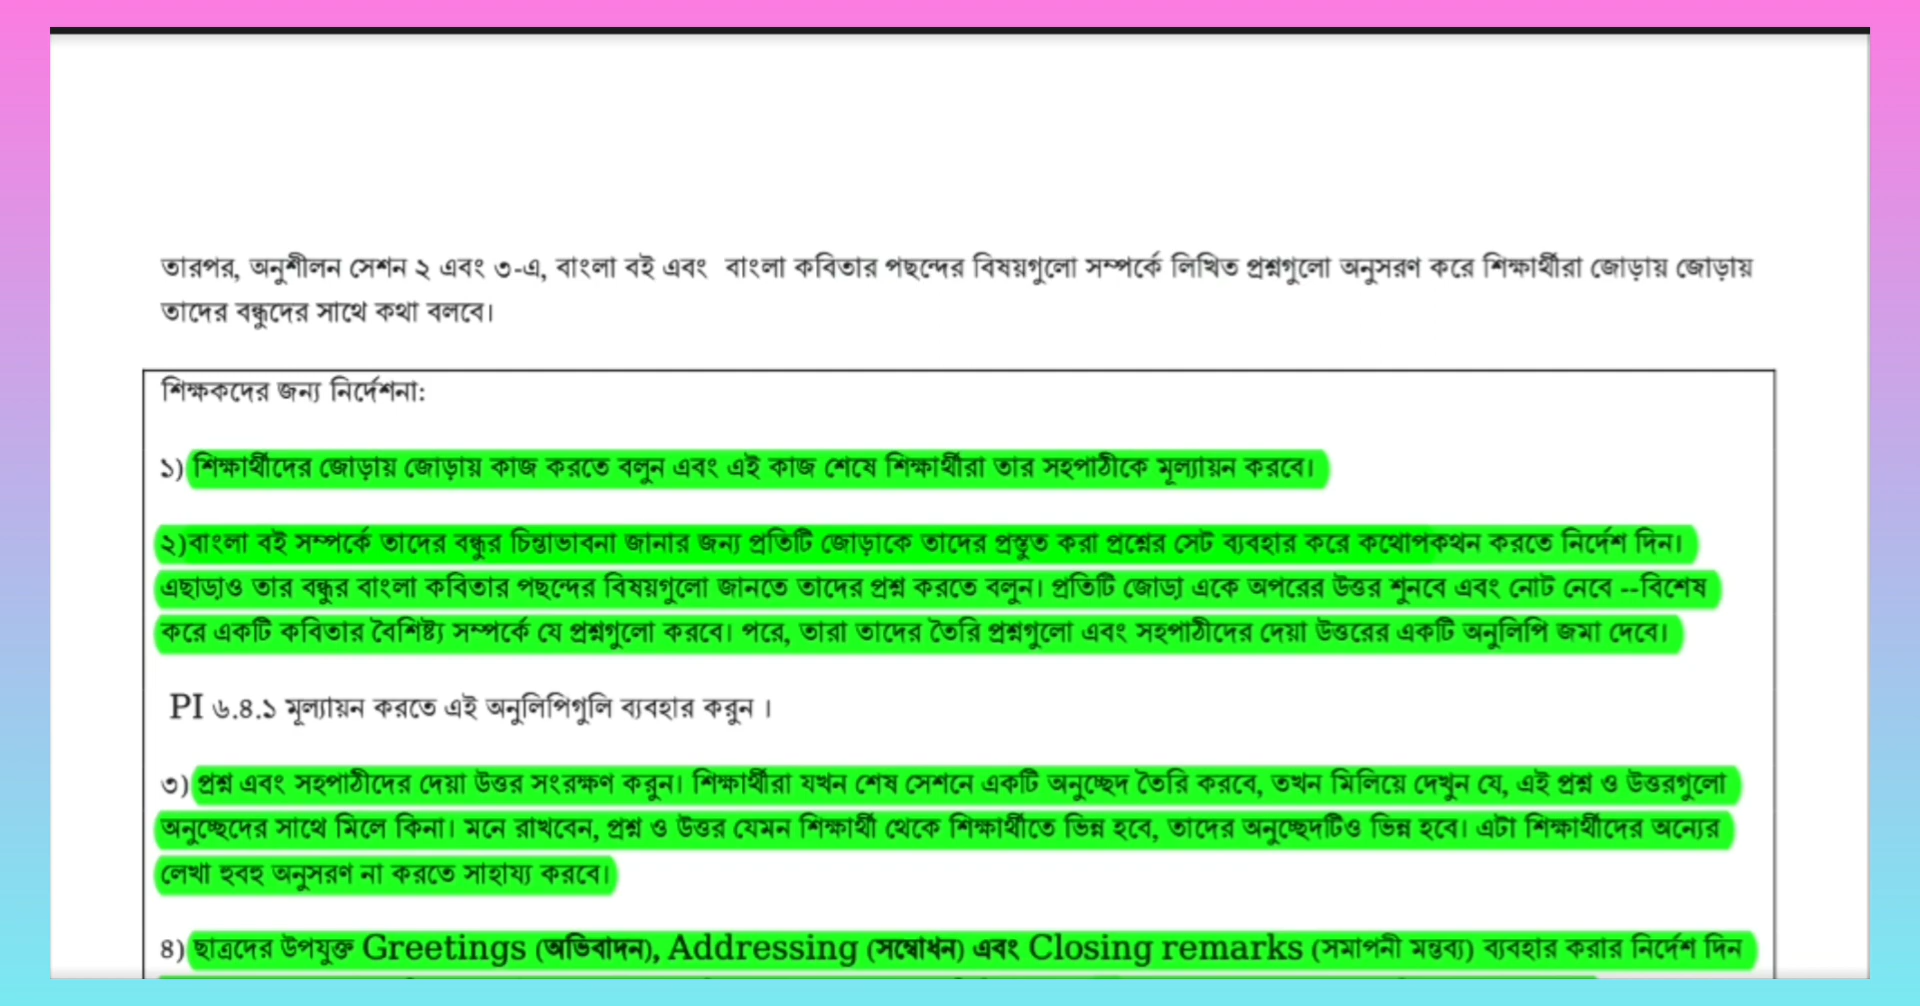 তারপর, অনুশীলন সেশন ২ এবং ৩-এ, বাংলা বই এবং বাংলা কবিতার পছন্দের বিষয়গুলো সম্পর্কে লিখিত প্রশ্নগুলো অনুসরণ করে শিক্ষার্থীরা জোড়ায় জোড়ায়
তাদের বন্ধুদের সাথে কথা বলবে।
শিক্ষকদের জন্য নির্দেশনা:
১) শিক্ষার্থীদের জোড়ায় জোড়ায় কাজ করতে বলুন এবং এই কাজ শেষে শিক্ষার্থীরা তার সহপাঠীকে মূল্যায়ন করবে।
২)বাংলা বই সম্পর্কে তাদের বন্ধুর চিন্তাভাবনা জানার জন্য প্রতিটি জোড়াকে তাদের প্রস্তুত করা প্রশ্নের সেট ব্যবহার করে কথোপকথন করতে নির্দেশ দিন।
এছাড়াও তার বন্ধুর বাংলা কবিতার পছন্দের বিষয়গুলো জানতে তাদের প্রশ্ন করতে বলুন। প্রতিটি জোড়া একে অপরের উত্তর শুনবে এবং নোট নেবে --বিশেষ
করে একটি কবিতার বৈশিষ্ট্য সম্পর্কে যে প্রশ্নগুলো করবে। পরে, তারা তাদের তৈরি প্রশ্নগুলো এবং সহপাঠীদের দেয়া উত্তরের একটি অনুলিপি জমা দেবে।
PI ৬.৪.১ মূল্যায়ন করতে এই অনুলিপিগুলি ব্যবহার করুন ।
৩) প্রশ্ন এবং সহপাঠীদের দেয়া উত্তর সংরক্ষণ করুন। শিক্ষার্থীরা যখন শেষ সেশনে একটি অনুচ্ছেদ তৈরি করবে, তখন মিলিয়ে দেখুন যে, এই প্রশ্ন ও উত্তরগুলো
অনুচ্ছেদের সাথে মিলে কিনা। মনে রাখবেন, প্রশ্ন ও উত্তর যেমন শিক্ষার্থী থেকে শিক্ষার্থীতে ভিন্ন হবে, তাদের অনুচ্ছেদটিও ভিন্ন হবে। এটা শিক্ষার্থীদের অন্যের
লেখা হুবহু অনুসরণ না করতে সাহায্য করবে।
৪) ছাত্রদের উপযুক্ত Greetings (অভিবাদন), Addressing (সম্বোধন) এবং Closing remarks (সমাপনী মন্তব্য) ব্যবহার করার নির্দেশ দিন